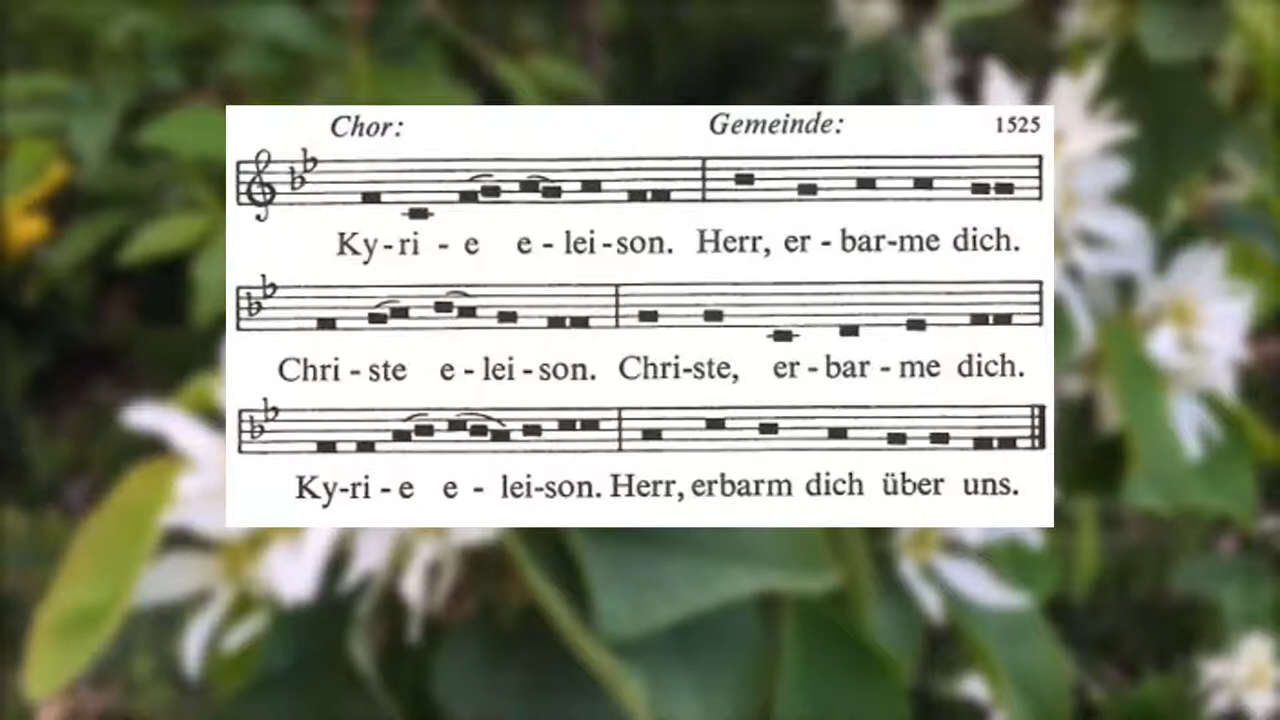 Chor: Gemeinde: 1525
Ky-ri - e e - lei-son. Herr, er - bar-me dich.
Chri - ste e - lei - son. Chri-ste, er - bar - me dich.
Ky-ri - e e - lei-son. Herr, erbarm dich über uns.